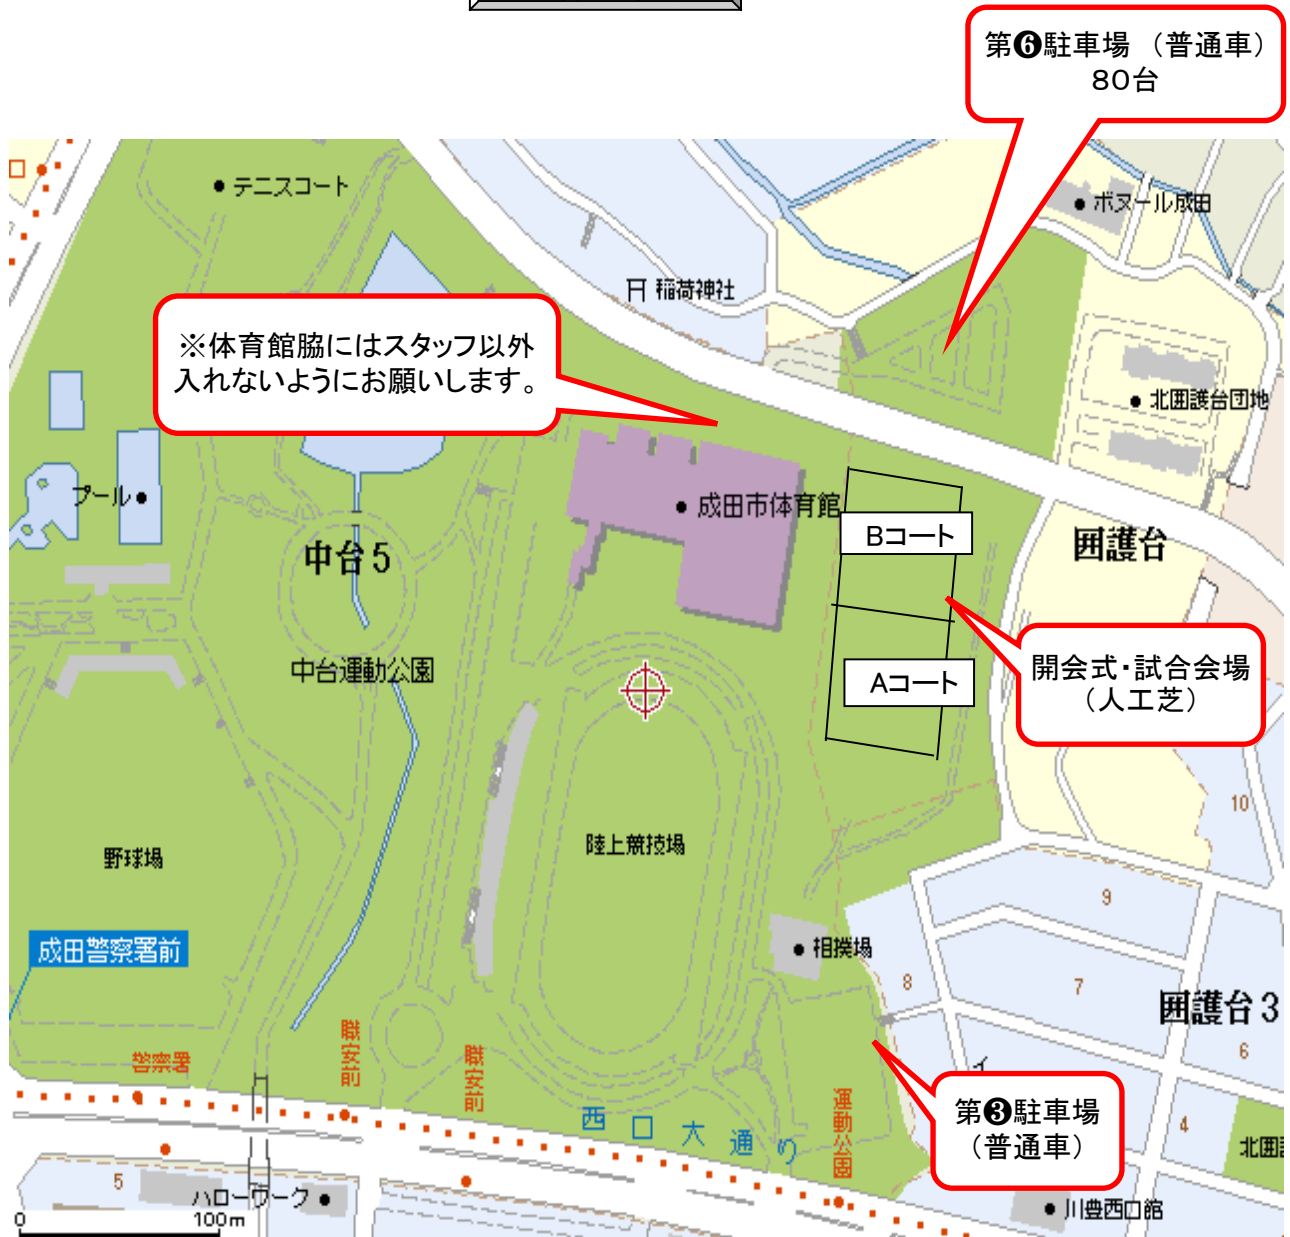 第❻駐車場 （普通車）
80台
テニスコート
ボヌール成田
稲荷神社
※体育館脇にはスタッフ以外
入れないようにお願いします。
北囲護台団地
プール
成田市体育館
Bコート
中台5
囲護台
中台運動公園
Aコート
開会式・試合会場
（人工芝）
10
野球場
陸上競技場
9
成田警察署前
相撲場
8
7
囲護台3
6
警察署
職安前
職安前
西口大通り
運動公園
イ
第❸駐車場
（普通車）
4
北囲
5
ハローワーク
川豊西口館
0
100m